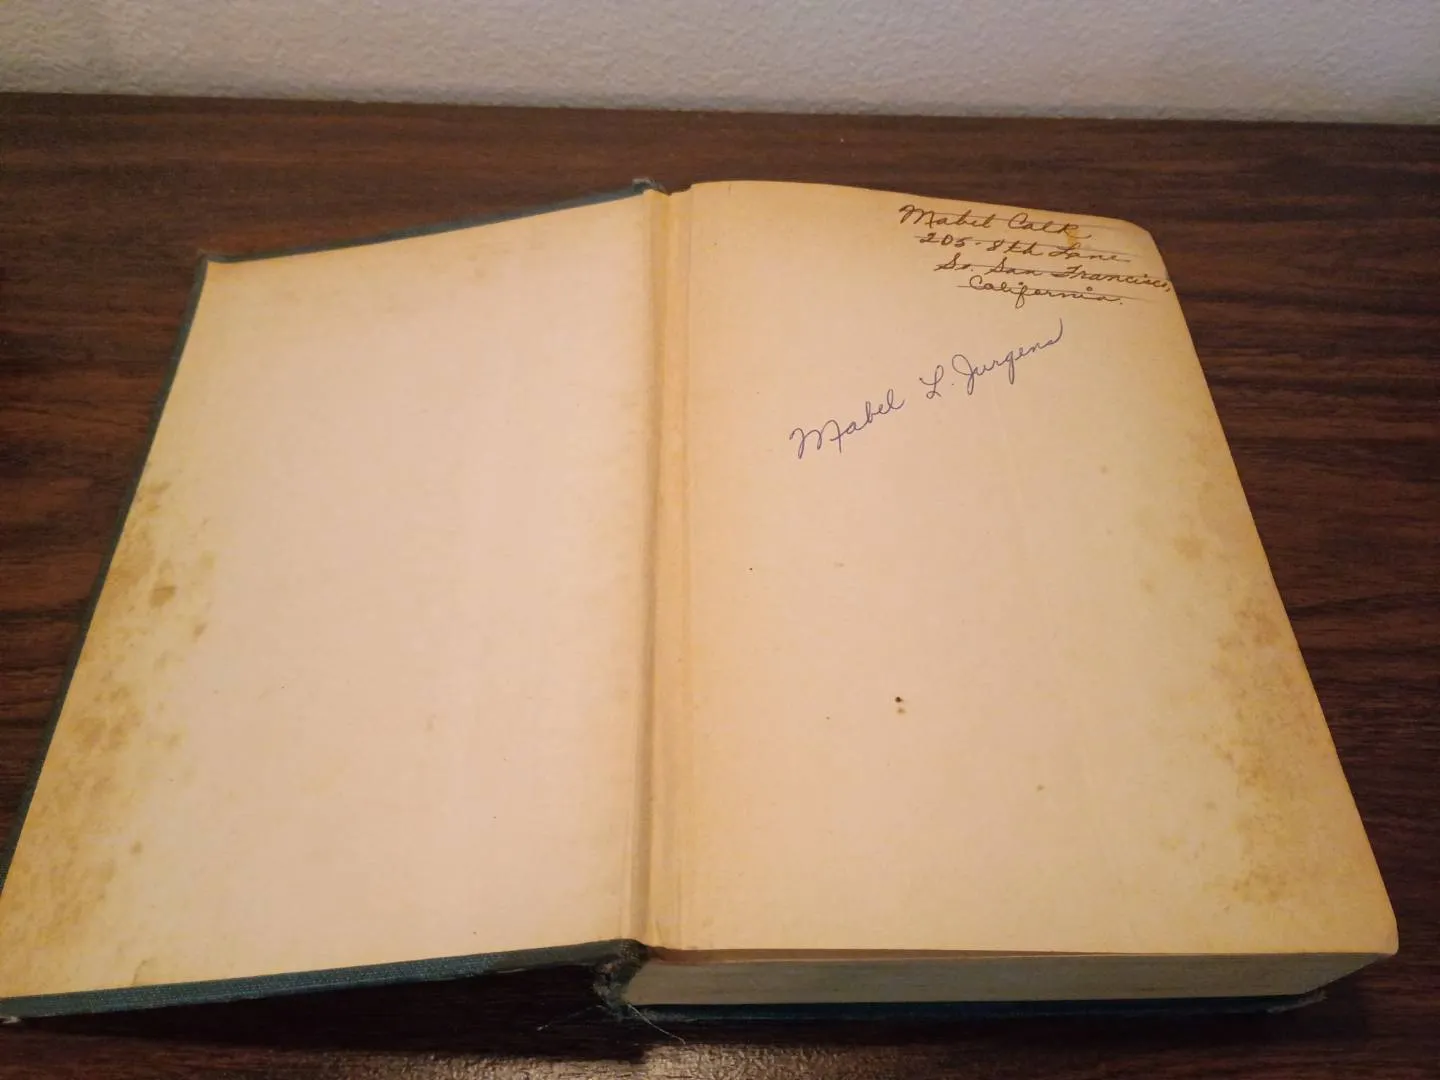 Mabel Calk
205-8th Lane
So. San Francisco,
California.
Mabel L. Jurgens